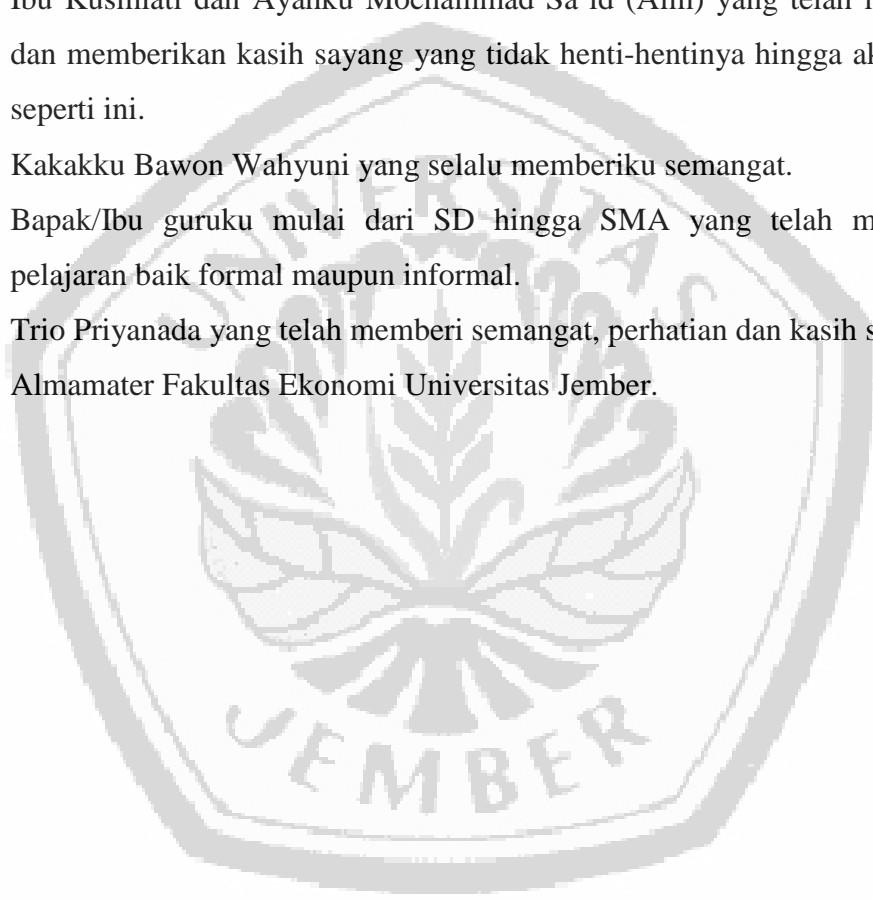 Ibu Kusmiati dan Ayahku Mochammad Sa'id (Alm) yang telah
dan memberikan kasih sayang yang tidak henti-hentinya hingga
seperti ini.
Kakakku Bawon Wahyuni yang selalu memberiku semangat.
Bapak/Ibu guruku mulai dari SD hingga SMA yang telah
pelajaran baik formal maupun informal.
Trio Priyanada yang telah memberi semangat, perhatian dan kasih
Almamater Fakultas Ekonomi Universitas Jember.
UNIVERSITAS
JEMBER